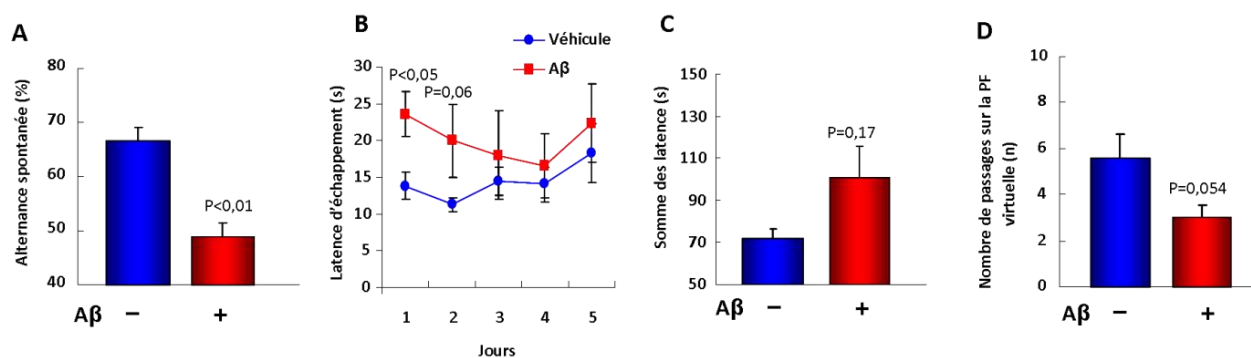 A
Alternance spontanée (%)
80
70
60
50
40
P<0,01
Aβ
–
+
B
Latence d'échappement (s)
30
25
20
15
10
5
0
Véhicule
Aβ
P<0,05
P=0,06
1
2
3
4
5
Jours
C
Somme des latence (s)
150
130
110
90
70
50
P=0,17
Aβ
–
+
D
Nombre de passages sur la PF
virtuelle (n)
10
8
6
4
2
0
P=0,054
Aβ
–
+